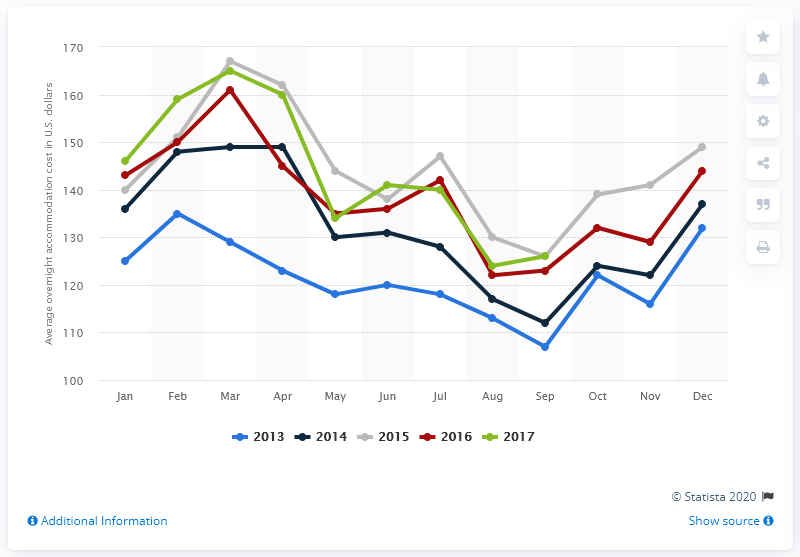 170
160
150
140
130
120
110
100
Average overnight accommodation cost in U.S. dollars
Jan Feb Mar Apr May Jun Jul Aug Sep Oct Nov Dec
2013 2014 2015 2016 2017
© Statista 2020
Additional Information Show source